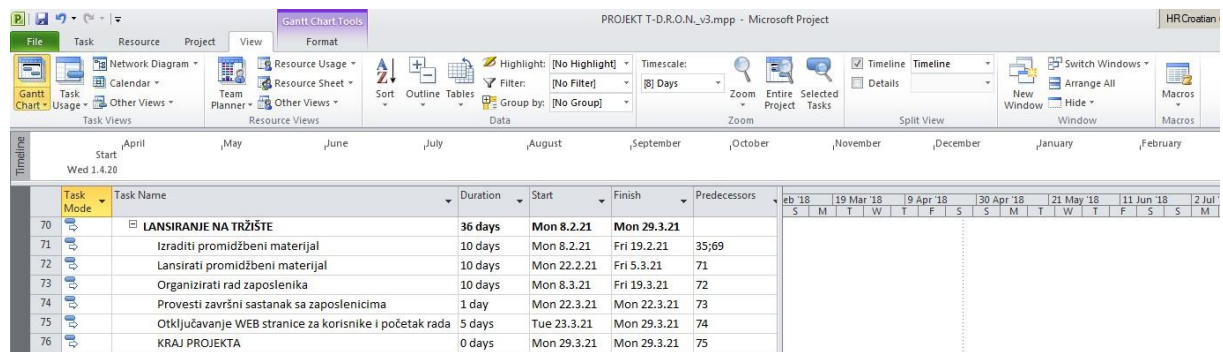 PROJEKT T-D.R.O.N._v3.mpp - Microsoft Project
Gantt Chart Tools
HR Croatian
File Task Resource Project View Format
Gantt Chart
Task Usage
Network Diagram
Calendar
Other Views
Task Views
Team Planner
Resource Usage
Resource Sheet
Other Views
Resource Views
Sort
Outline
Tables
Highlight: [No Highlight]
Filter: [No Filter]
Group by: [No Group]
Data
Timescale:
[8] Days
Zoom
Entire Project
Selected Tasks
Zoom
Timeline Timeline
Details
Split View
New Window
Switch Windows
Arrange All
Hide
Window
Macros
Macros
Timeline
Start
Wed 1.4.20
April May June July August September October November December January February
Task Mode Task Name Duration Start Finish Predecessors
eb '18 19 Mar '18 9 Apr '18 30 Apr '18 21 May '18 11 Jun '18 2 Jul '
S M T W T F S S M T W T F S S M
70 LANSIRANJE NA TRŽIŠTE 36 days Mon 8.2.21 Mon 29.3.21
71 Izraditi promidžbeni materijal 10 days Mon 8.2.21 Fri 19.2.21 35;69
72 Lansirati promidžbeni materijal 10 days Mon 22.2.21 Fri 5.3.21 71
73 Organizirati rad zaposlenika 10 days Mon 8.3.21 Fri 19.3.21 72
74 Provesti završni sastanak sa zaposlenicima 1 day Mon 22.3.21 Mon 22.3.21 73
75 Otključavanje WEB stranice za korisnike i početak rada 5 days Tue 23.3.21 Mon 29.3.21 74
76 KRAJ PROJEKTA 0 days Mon 29.3.21 Mon 29.3.21 75